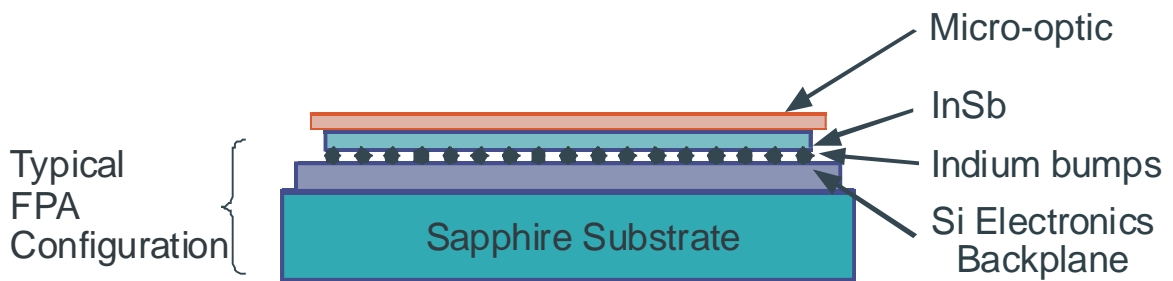 Micro-optic
InSb
Indium bumps
Si Electronics
Backplane
Typical
FPA
Configuration
Sapphire Substrate